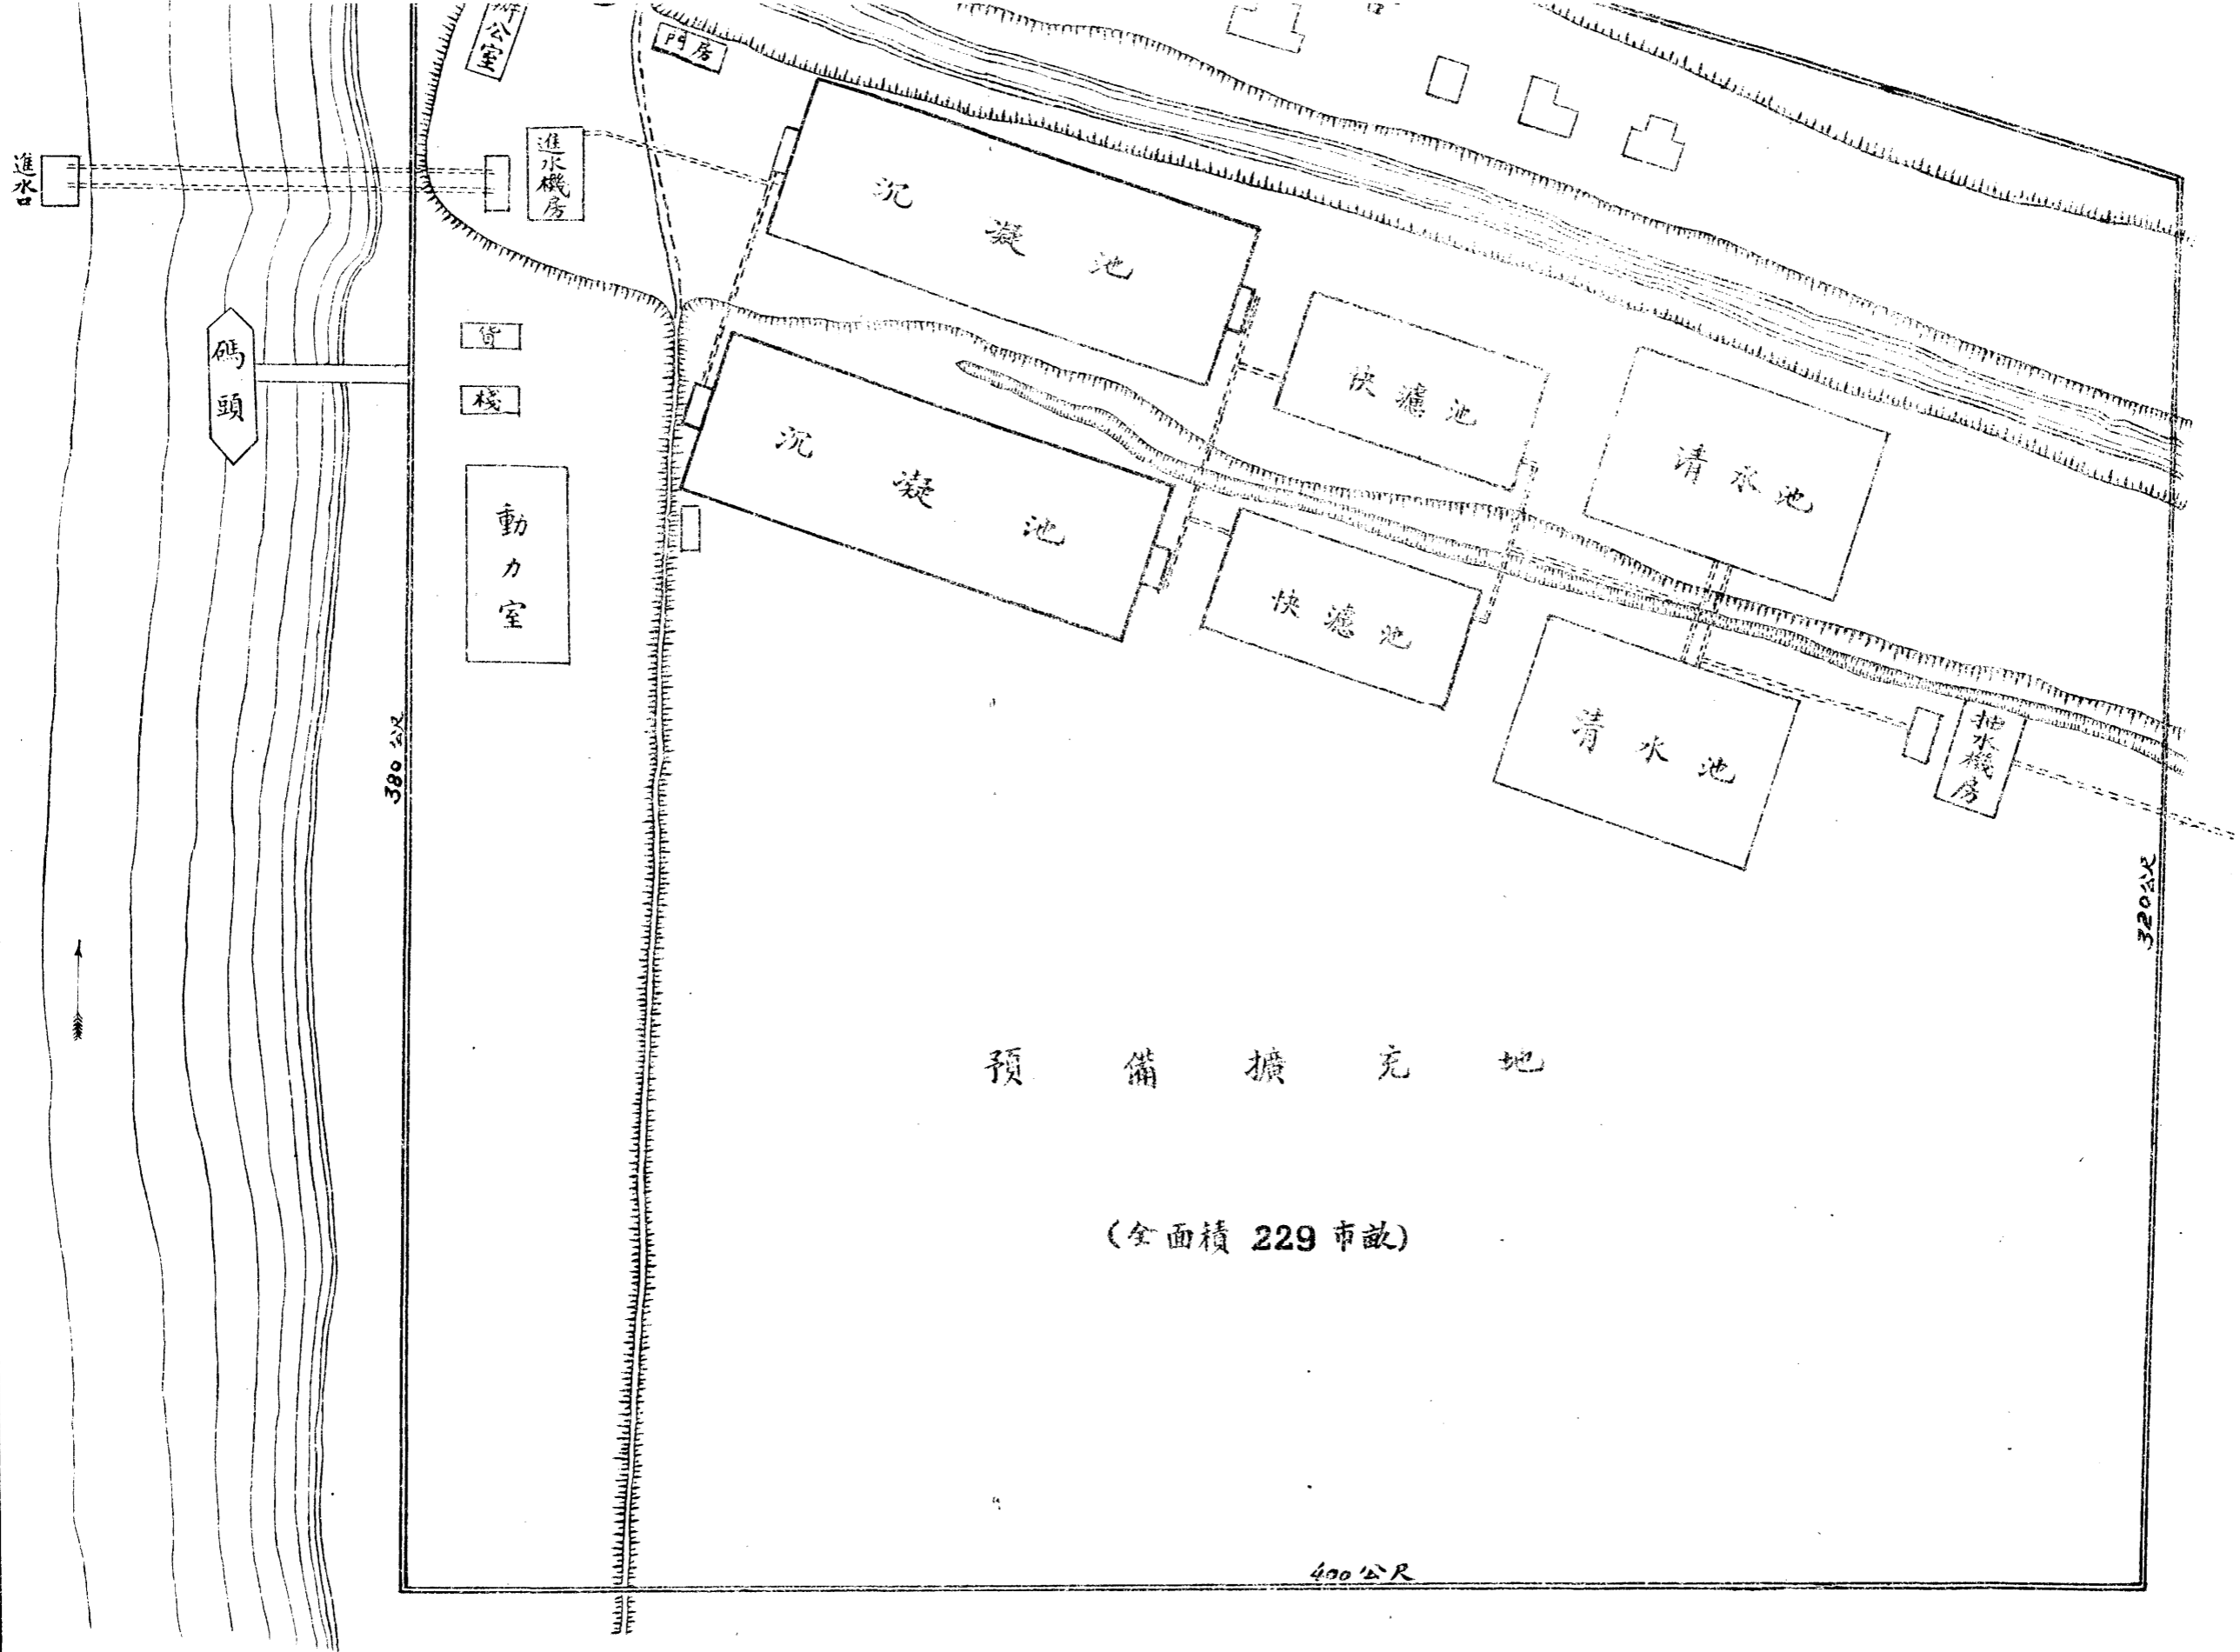 公室
門房
進水口
進水機房
沉凝池
碼頭
貨
棧
沉凝池
快濾池
清水池
動力室
快濾池
清水池
抽水機房
380公尺
320公尺
預備擴充地
(全面積 229 市畝)
400公尺